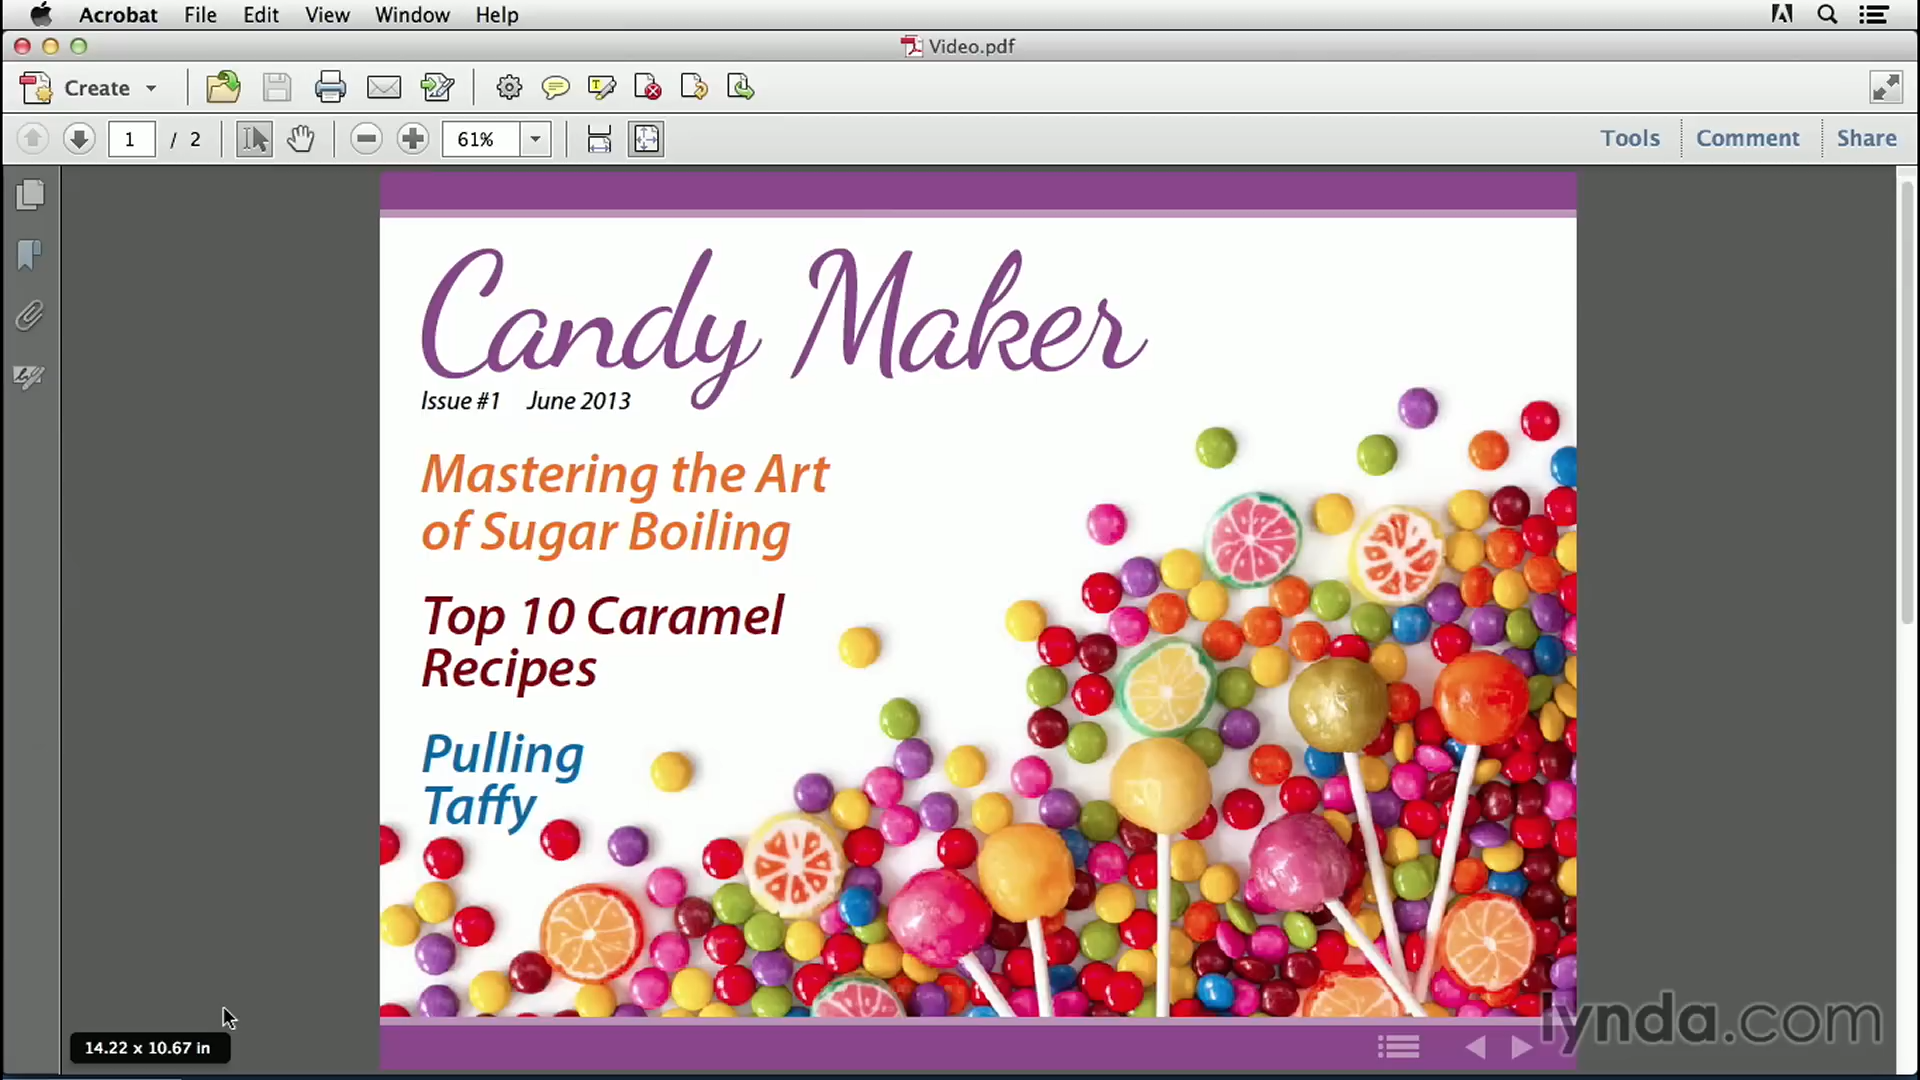 Acrobat File Edit View Window Help
Video.pdf
Create
1 / 2
61%
Tools Comment Share
Candy Maker
Issue #1 June 2013
Mastering the Art
of Sugar Boiling
Top 10 Caramel
Recipes
Pulling
Taffy
14.22 x 10.67 in
lynda.com